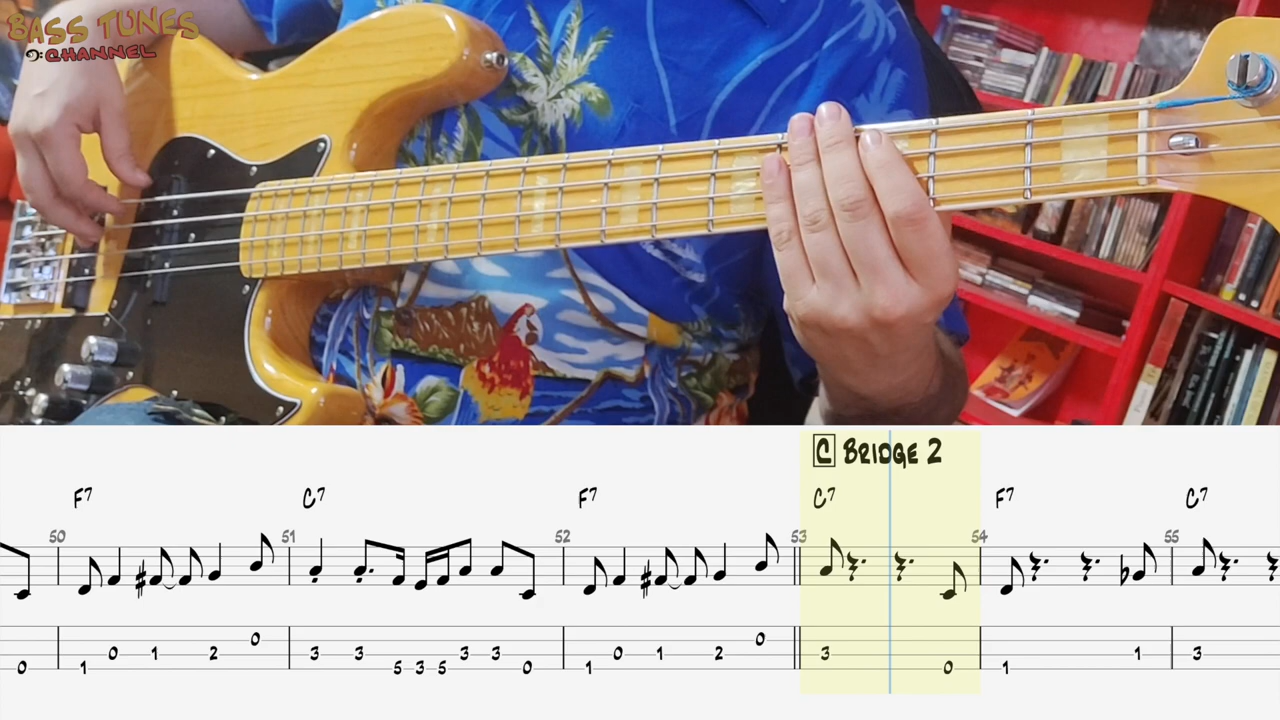 BASS TUNES
CHANNEL
C BRIDGE 2
F7 C7 F7 C7 F7 C7
50 51 52 53 54 55
0 0
0 1 2 3 3 3 3 0 1 2 3 1 3
0 1 5 3 5 0 1 0 1